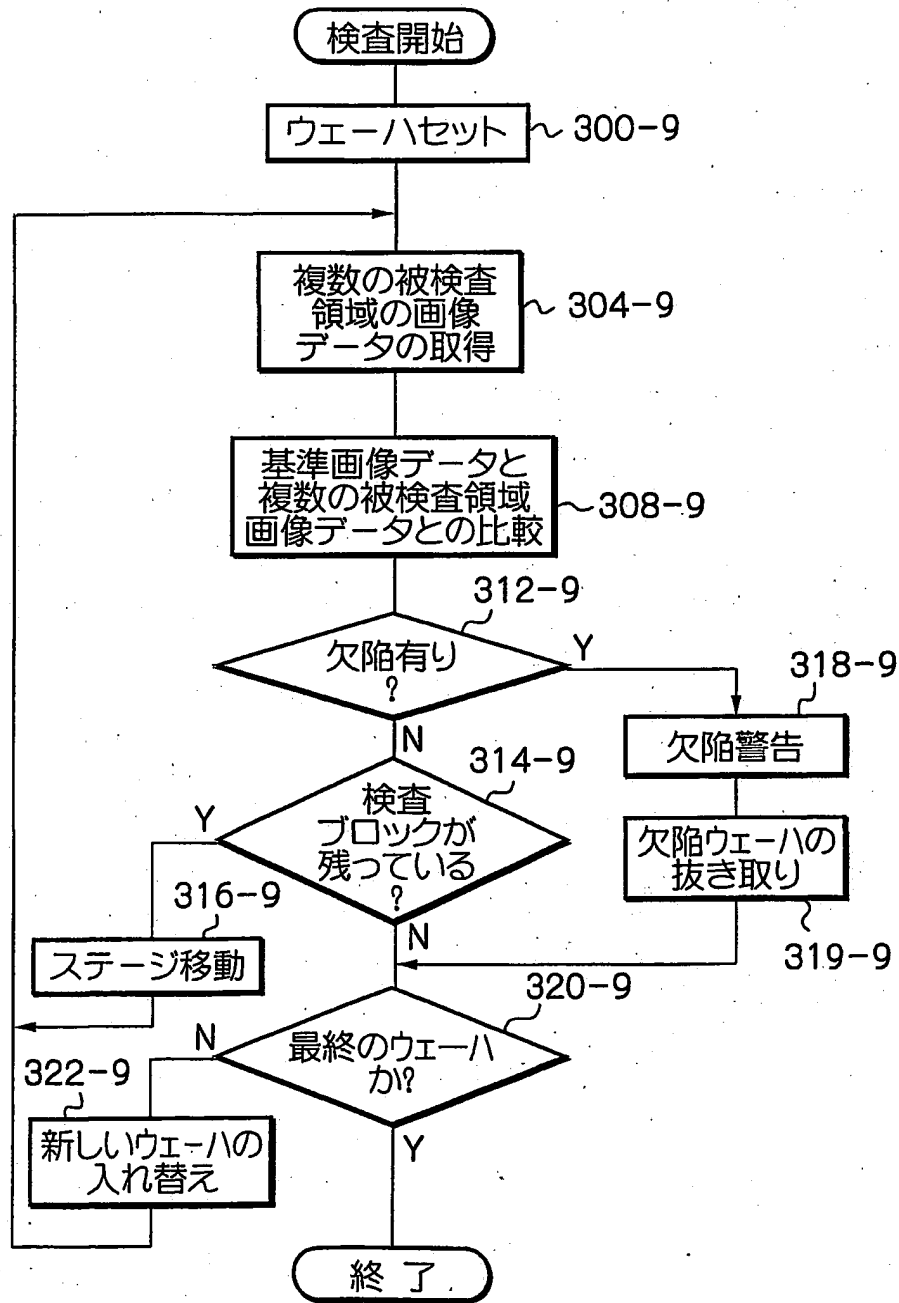 検査開始
ウェーハセット
300-9
複数の被検査
領域の画像
データの取得
304-9
基準画像データと
複数の被検査領域
画像データとの比較
308-9
312-9
欠陥有り
?
Y
N
318-9
欠陥警告
314-9
検査
ブロックが
残っている
?
Y
N
欠陥ウェーハの
抜き取り
319-9
316-9
ステージ移動
320-9
最終のウェーハ
か?
N
Y
322-9
新しいウェーハの
入れ替え
終了